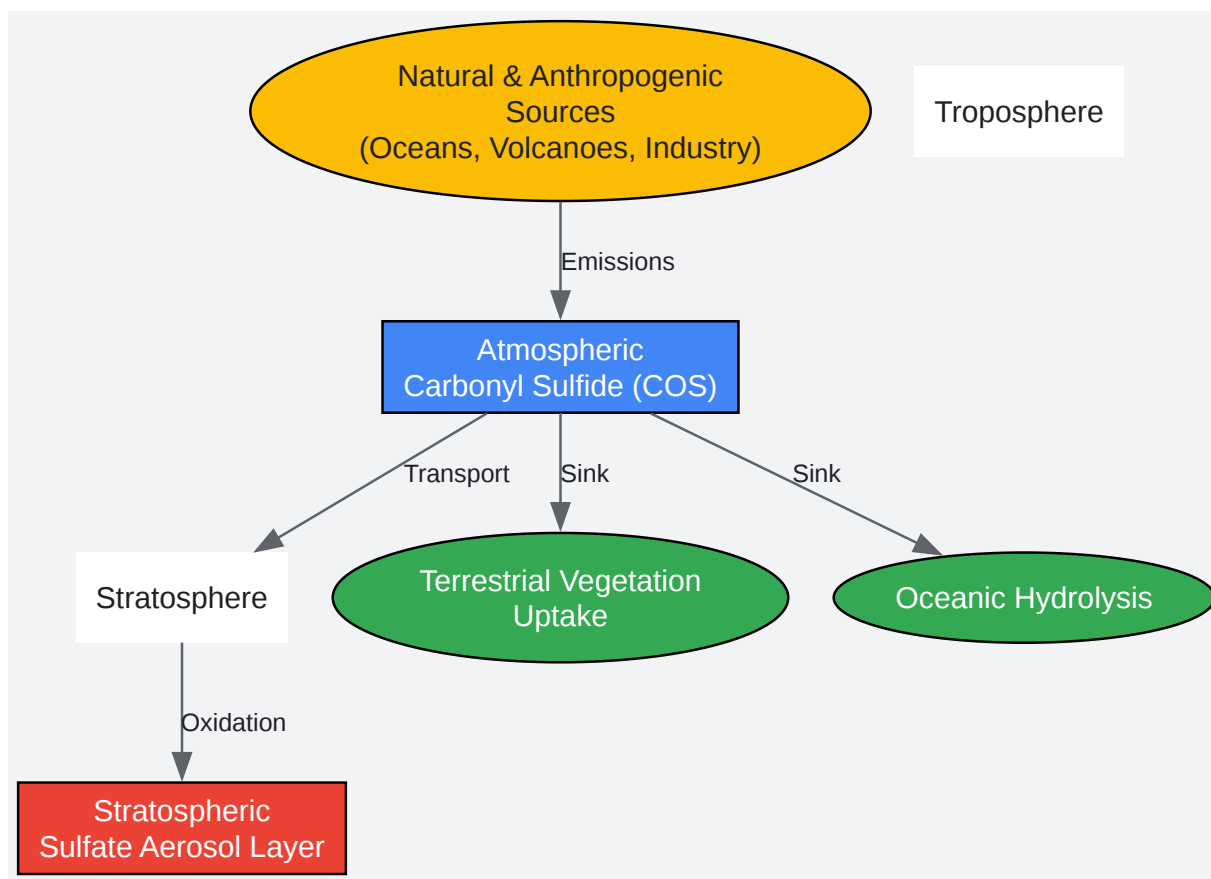 Natural & Anthropogenic
Sources
(Oceans, Volcanoes, Industry)
Troposphere
Emissions
Atmospheric
Carbonyl Sulfide (COS)
Transport
Sink
Sink
Stratosphere
Terrestrial Vegetation
Uptake
Oceanic Hydrolysis
Oxidation
Stratospheric
Sulfate Aerosol Layer